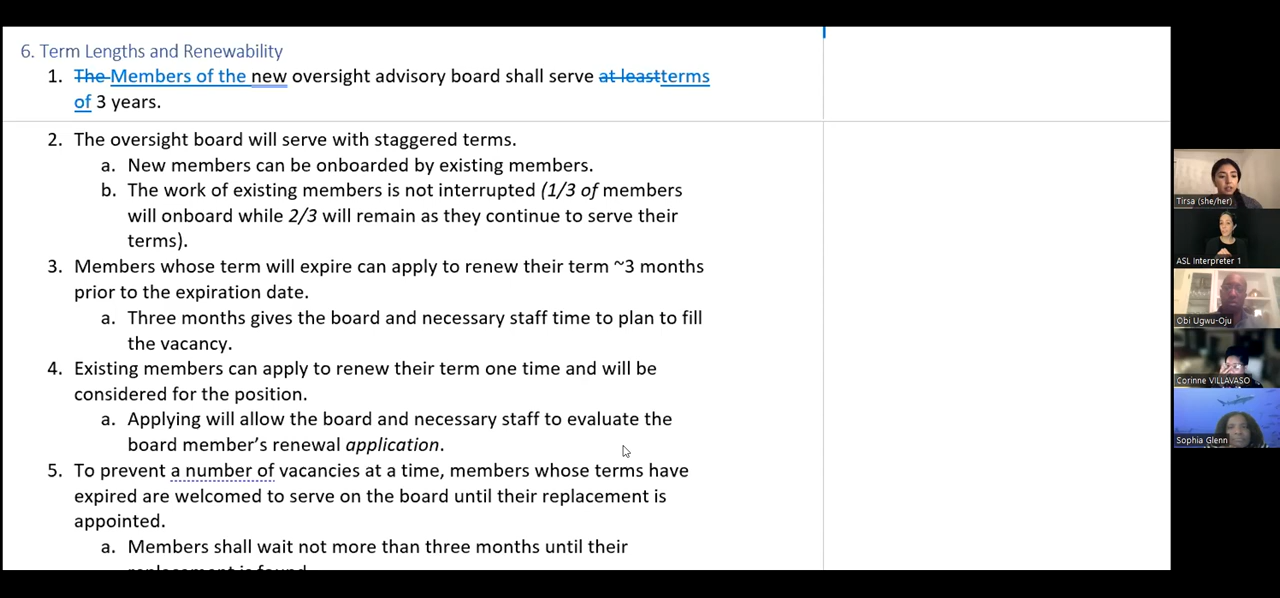 6. Term Lengths and Renewability
1. The Members of the new oversight advisory board shall serve at least terms
of 3 years.
2. The oversight board will serve with staggered terms.
a. New members can be onboarded by existing members.
b. The work of existing members is not interrupted (1/3 of members
will onboard while 2/3 will remain as they continue to serve their
terms).
3. Members whose term will expire can apply to renew their term ~3 months
prior to the expiration date.
a. Three months gives the board and necessary staff time to plan to fill
the vacancy.
4. Existing members can apply to renew their term one time and will be
considered for the position.
a. Applying will allow the board and necessary staff to evaluate the
board member's renewal application.
5. To prevent a number of vacancies at a time, members whose terms have
expired are welcomed to serve on the board until their replacement is
appointed.
a. Members shall wait not more than three months until their
replacement is found
Tirsa (she/her)
ASL Interpreter 1
Obi Ugwu-Oju
Corinne VILLAVASO
Sophia Glenn